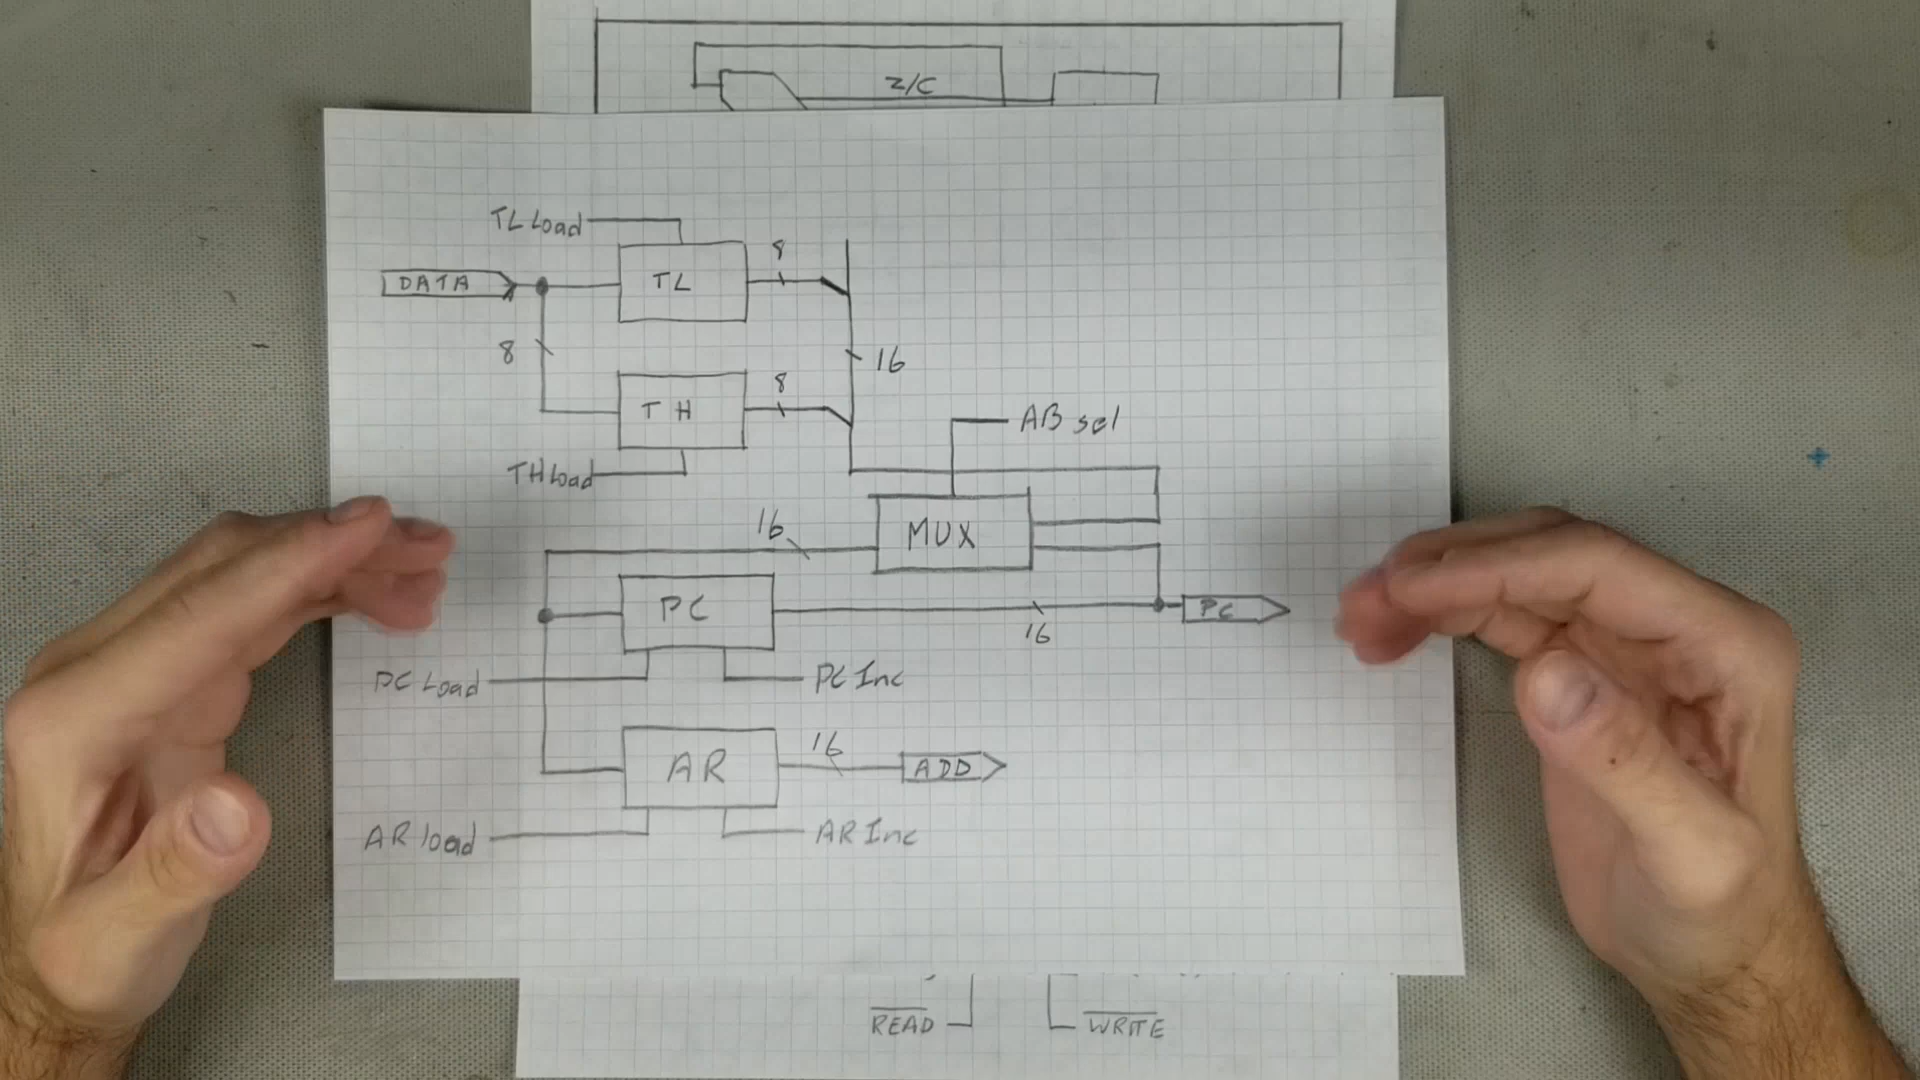 Z/C
TL Load
8
DATA
TL
8
16
8
TH
AB sel
TH Load
16
MUX
PC
PC
16
PC Load
PC Inc
16
AR
ADD
AR load
AR Inc
READ
WRITE